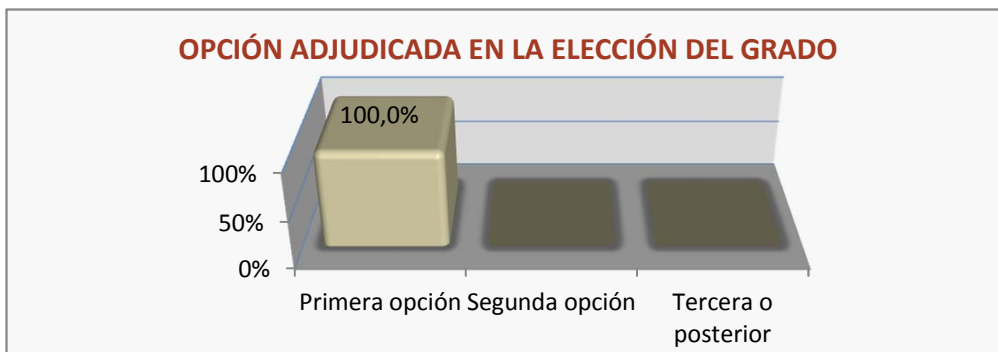 OPCIÓN ADJUDICADA EN LA ELECCIÓN DEL GRADO
100,0%
100%
50%
0%
Primera opción Segunda opción Tercera o
posterior